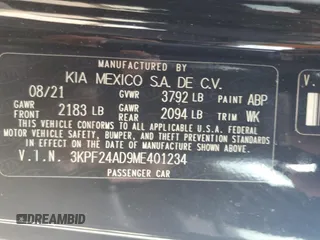 MANUFACTURED BY
KIA MEXICO S.A. DE C.V.
08/21 GVWR 3792 LB PAINT ABP
GAWR FRONT 2183 LB GAWR REAR 2094 LB TRIM WK
THIS VEHICLE CONFORMS TO ALL APPLICABLE FEDERAL
MOTOR VEHICLE SAFETY, BUMPER, AND THEFT PREVENTION STANDARDS
IN EFFECT ON THE DATE OF MANUFACTURE SHOWN ABOVE.
V.I.N. 3KPF24AD9ME401234
PASSENGER CAR
DREAMBID